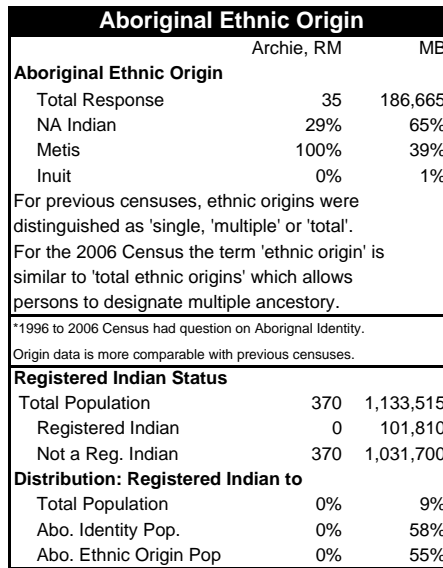 Aboriginal Ethnic Origin
Archie, RM MB
Aboriginal Ethnic Origin
Total Response 35 186,665
NA Indian 29% 65%
Metis 100% 39%
Inuit 0% 1%
For previous censuses, ethnic origins were
distinguished as 'single, 'multiple' or 'total'.
For the 2006 Census the term 'ethnic origin' is
similar to 'total ethnic origins' which allows
persons to designate multiple ancestory.
*1996 to 2006 Census had question on Aborignal Identity.
Origin data is more comparable with previous censuses.
Registered Indian Status
Total Population 370 1,133,515
Registered Indian 0 101,810
Not a Reg. Indian 370 1,031,700
Distribution: Registered Indian to
Total Population 0% 9%
Abo. Identity Pop. 0% 58%
Abo. Ethnic Origin Pop 0% 55%